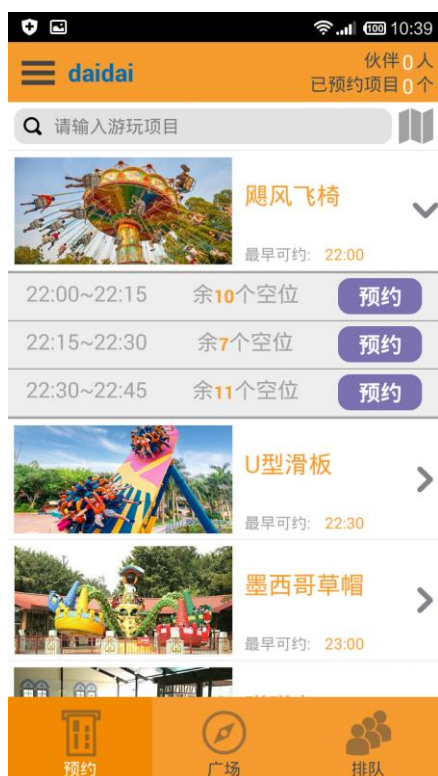 100 10:39
daidai
伙伴0人
已预约项目0个
请输入游玩项目
飓风飞椅
最早可约: 22:00
22:00~22:15 余10个空位 预约
22:15~22:30 余7个空位 预约
22:30~22:45 余11个空位 预约
U型滑板
最早可约: 22:30
墨西哥草帽
最早可约: 23:00
预约 广场 排队